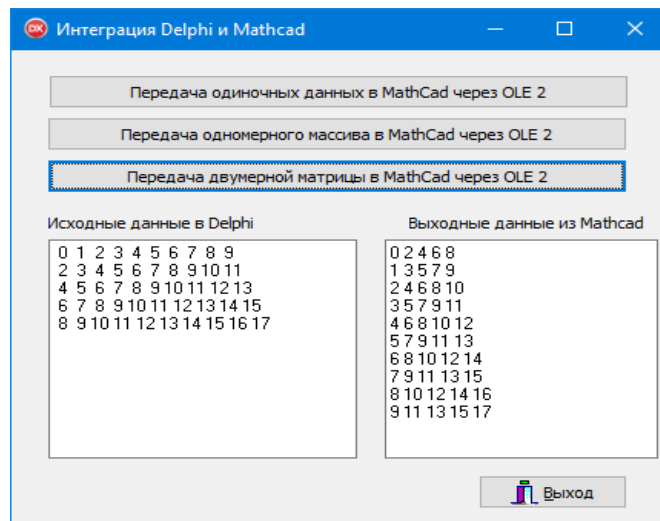 DX Интеграция Delphi и Mathcad
Передача одиночных данных в MathCad через OLE 2
Передача одномерного массива в MathCad через OLE 2
Передача двумерной матрицы в MathCad через OLE 2
Исходные данные в Delphi
0 1 2 3 4 5 6 7 8 9
2 3 4 5 6 7 8 9 10 11
4 5 6 7 8 9 10 11 12 13
6 7 8 9 10 11 12 13 14 15
8 9 10 11 12 13 14 15 16 17
Выходные данные из Mathcad
0 2 4 6 8
1 3 5 7 9
2 4 6 8 10
3 5 7 9 11
4 6 8 10 12
5 7 9 11 13
6 8 10 12 14
7 9 11 13 15
8 10 12 14 16
9 11 13 15 17
Выход